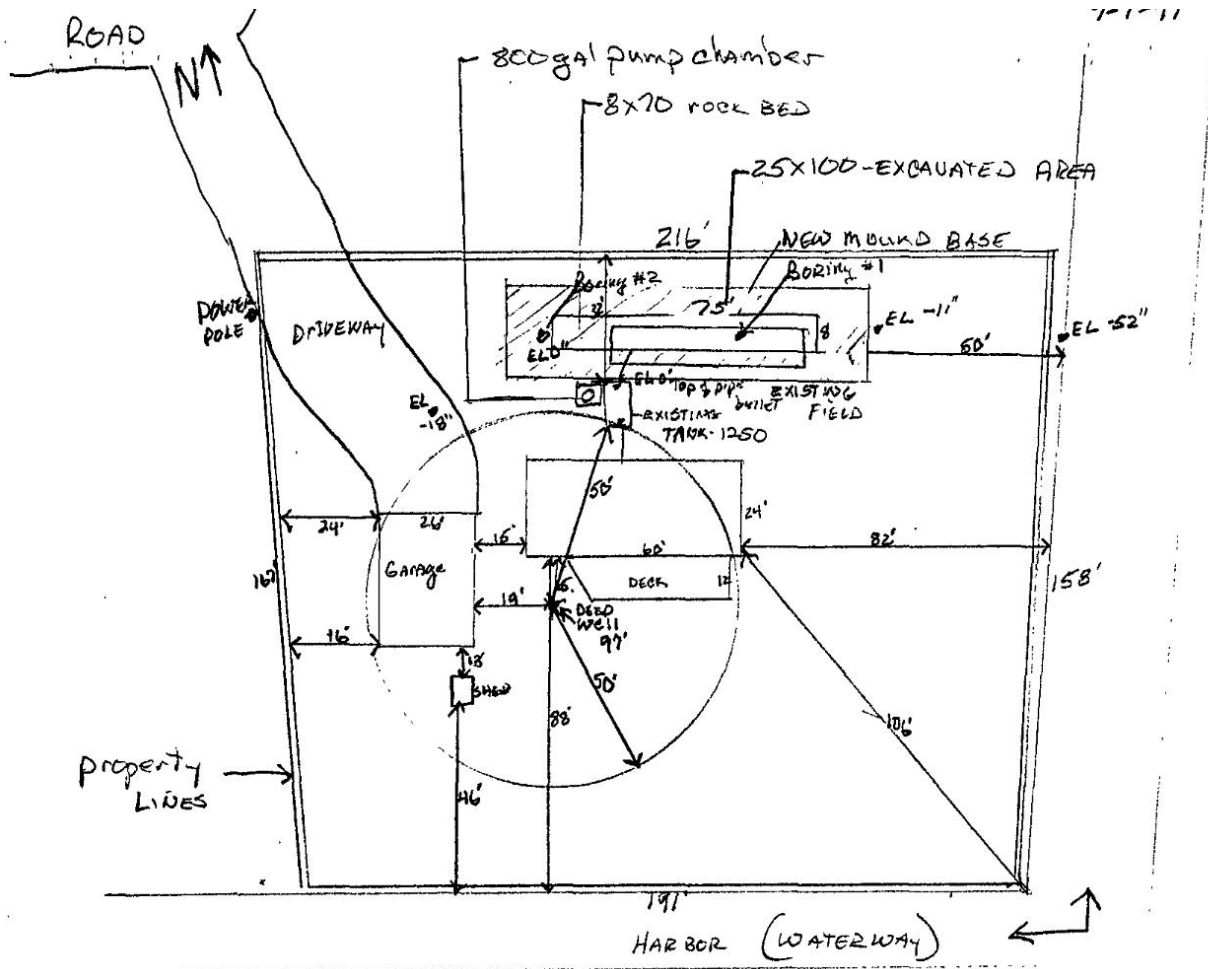 ROAD
N
800 gal pump chamber
8x70 rock BED
25x100-EXCAVATED AREA
216'
NEW MOUND BASE
Boring #2
Boring #1
75'
8
EL 0"
EL -11"
EL -52"
50'
POWER
POLE
DRIVEWAY
EL 0'
Top of pipe
outlet
EXISTING
FIELD
EXISTING
TANK-1250
EL
-18"
50'
24'
24'
26'
15'
60'
82'
167'
Garage
DECK
12'
158'
19'
DEEP
WELL
97'
16'
50'
SHED
88'
106'
property
LINES
46'
191'
HARBOR (WATERWAY)